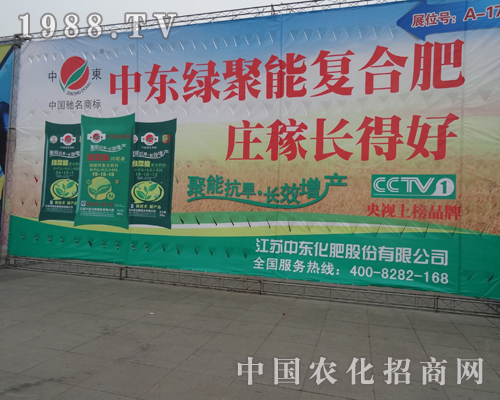 1988.TV
展位号：A-17
中 東
ZHONGDONG
中国驰名商标
中东绿聚能复合肥
庄稼长得好
聚能抗旱·长效增产
CCTV 1
央视上榜品牌
江苏中东化肥股份有限公司
全国服务热线：400-8282-168
中国农化招商网